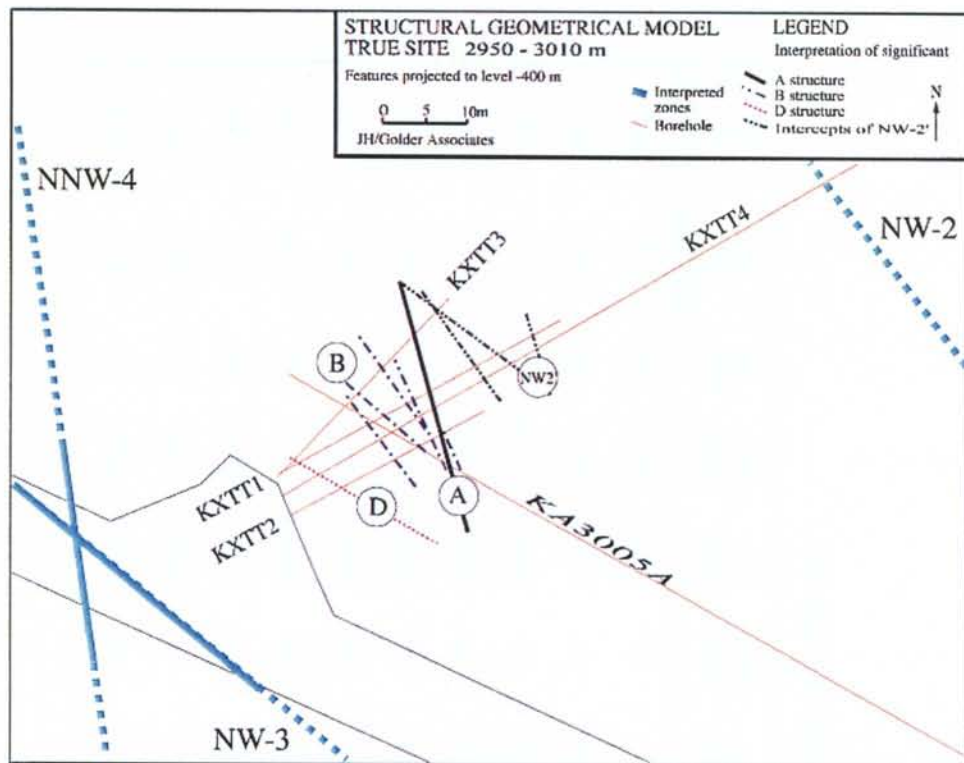 STRUCTURAL GEOMETRICAL MODEL
TRUE SITE 2950 - 3010 m
Features projected to level -400 m
0 5 10m
JH/Golder Associates
LEGEND
Interpretation of significant
Interpreted
zones
Borehole
A structure
B structure
D structure
Intercepts of NW-2'
N
NNW-4
NW-2
KXTT4
KXTT3
B
NW2'
A
D
KXTT1
KXTT2
KA3005A
NW-3